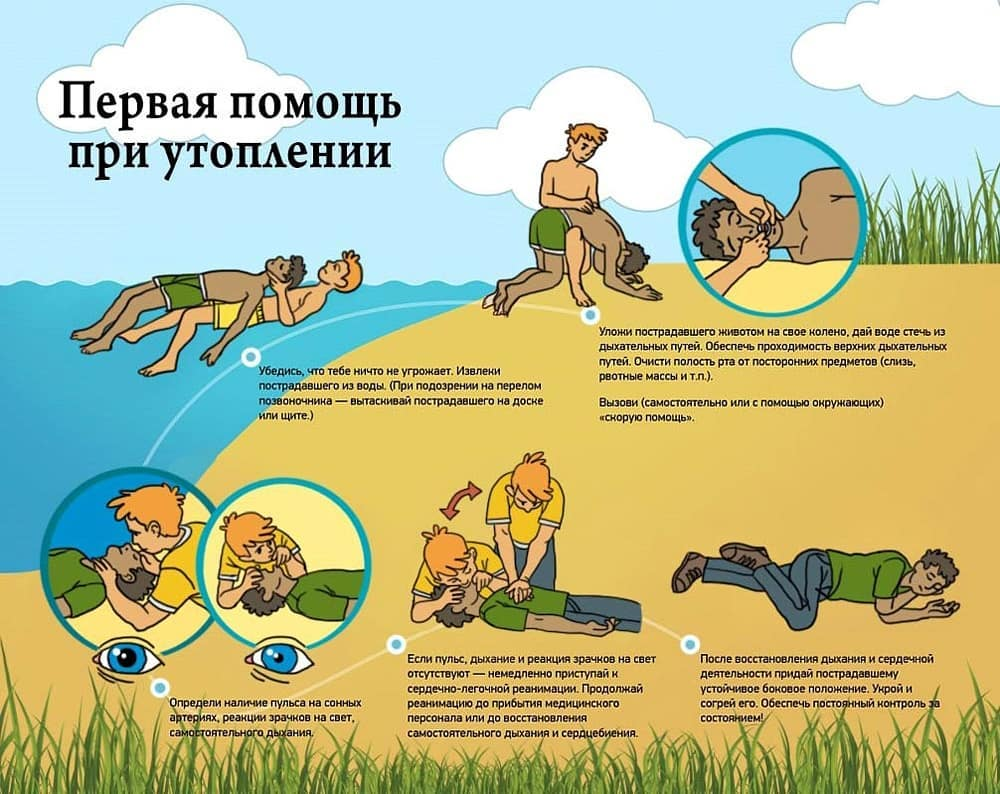 Первая помощь
при утоплении
Убедись, что тебе ничто не угрожает. Извлеки
пострадавшего из воды. (При подозрении на перелом
позвоночника — вытаскивай пострадавшего на доске
или щите.)
Уложи пострадавшего животом на свое колено, дай воде стечь из
дыхательных путей. Обеспечь проходимость верхних дыхательных
путей. Очисти полость рта от посторонних предметов (слизь,
рвотные массы и т.п.).
Вызови (самостоятельно или с помощью окружающих)
«скорую помощь».
Определи наличие пульса на сонных
артериях, реакции зрачков на свет,
самостоятельного дыхания.
Если пульс, дыхание и реакция зрачков на свет
отсутствуют — немедленно приступай к
сердечно-легочной реанимации. Продолжай
реанимацию до прибытия медицинского
персонала или до восстановления
самостоятельного дыхания и сердцебиения.
После восстановления дыхания и сердечной
деятельности придай пострадавшему
устойчивое боковое положение. Укрой и
согрей его. Обеспечь постоянный контроль за
состоянием!